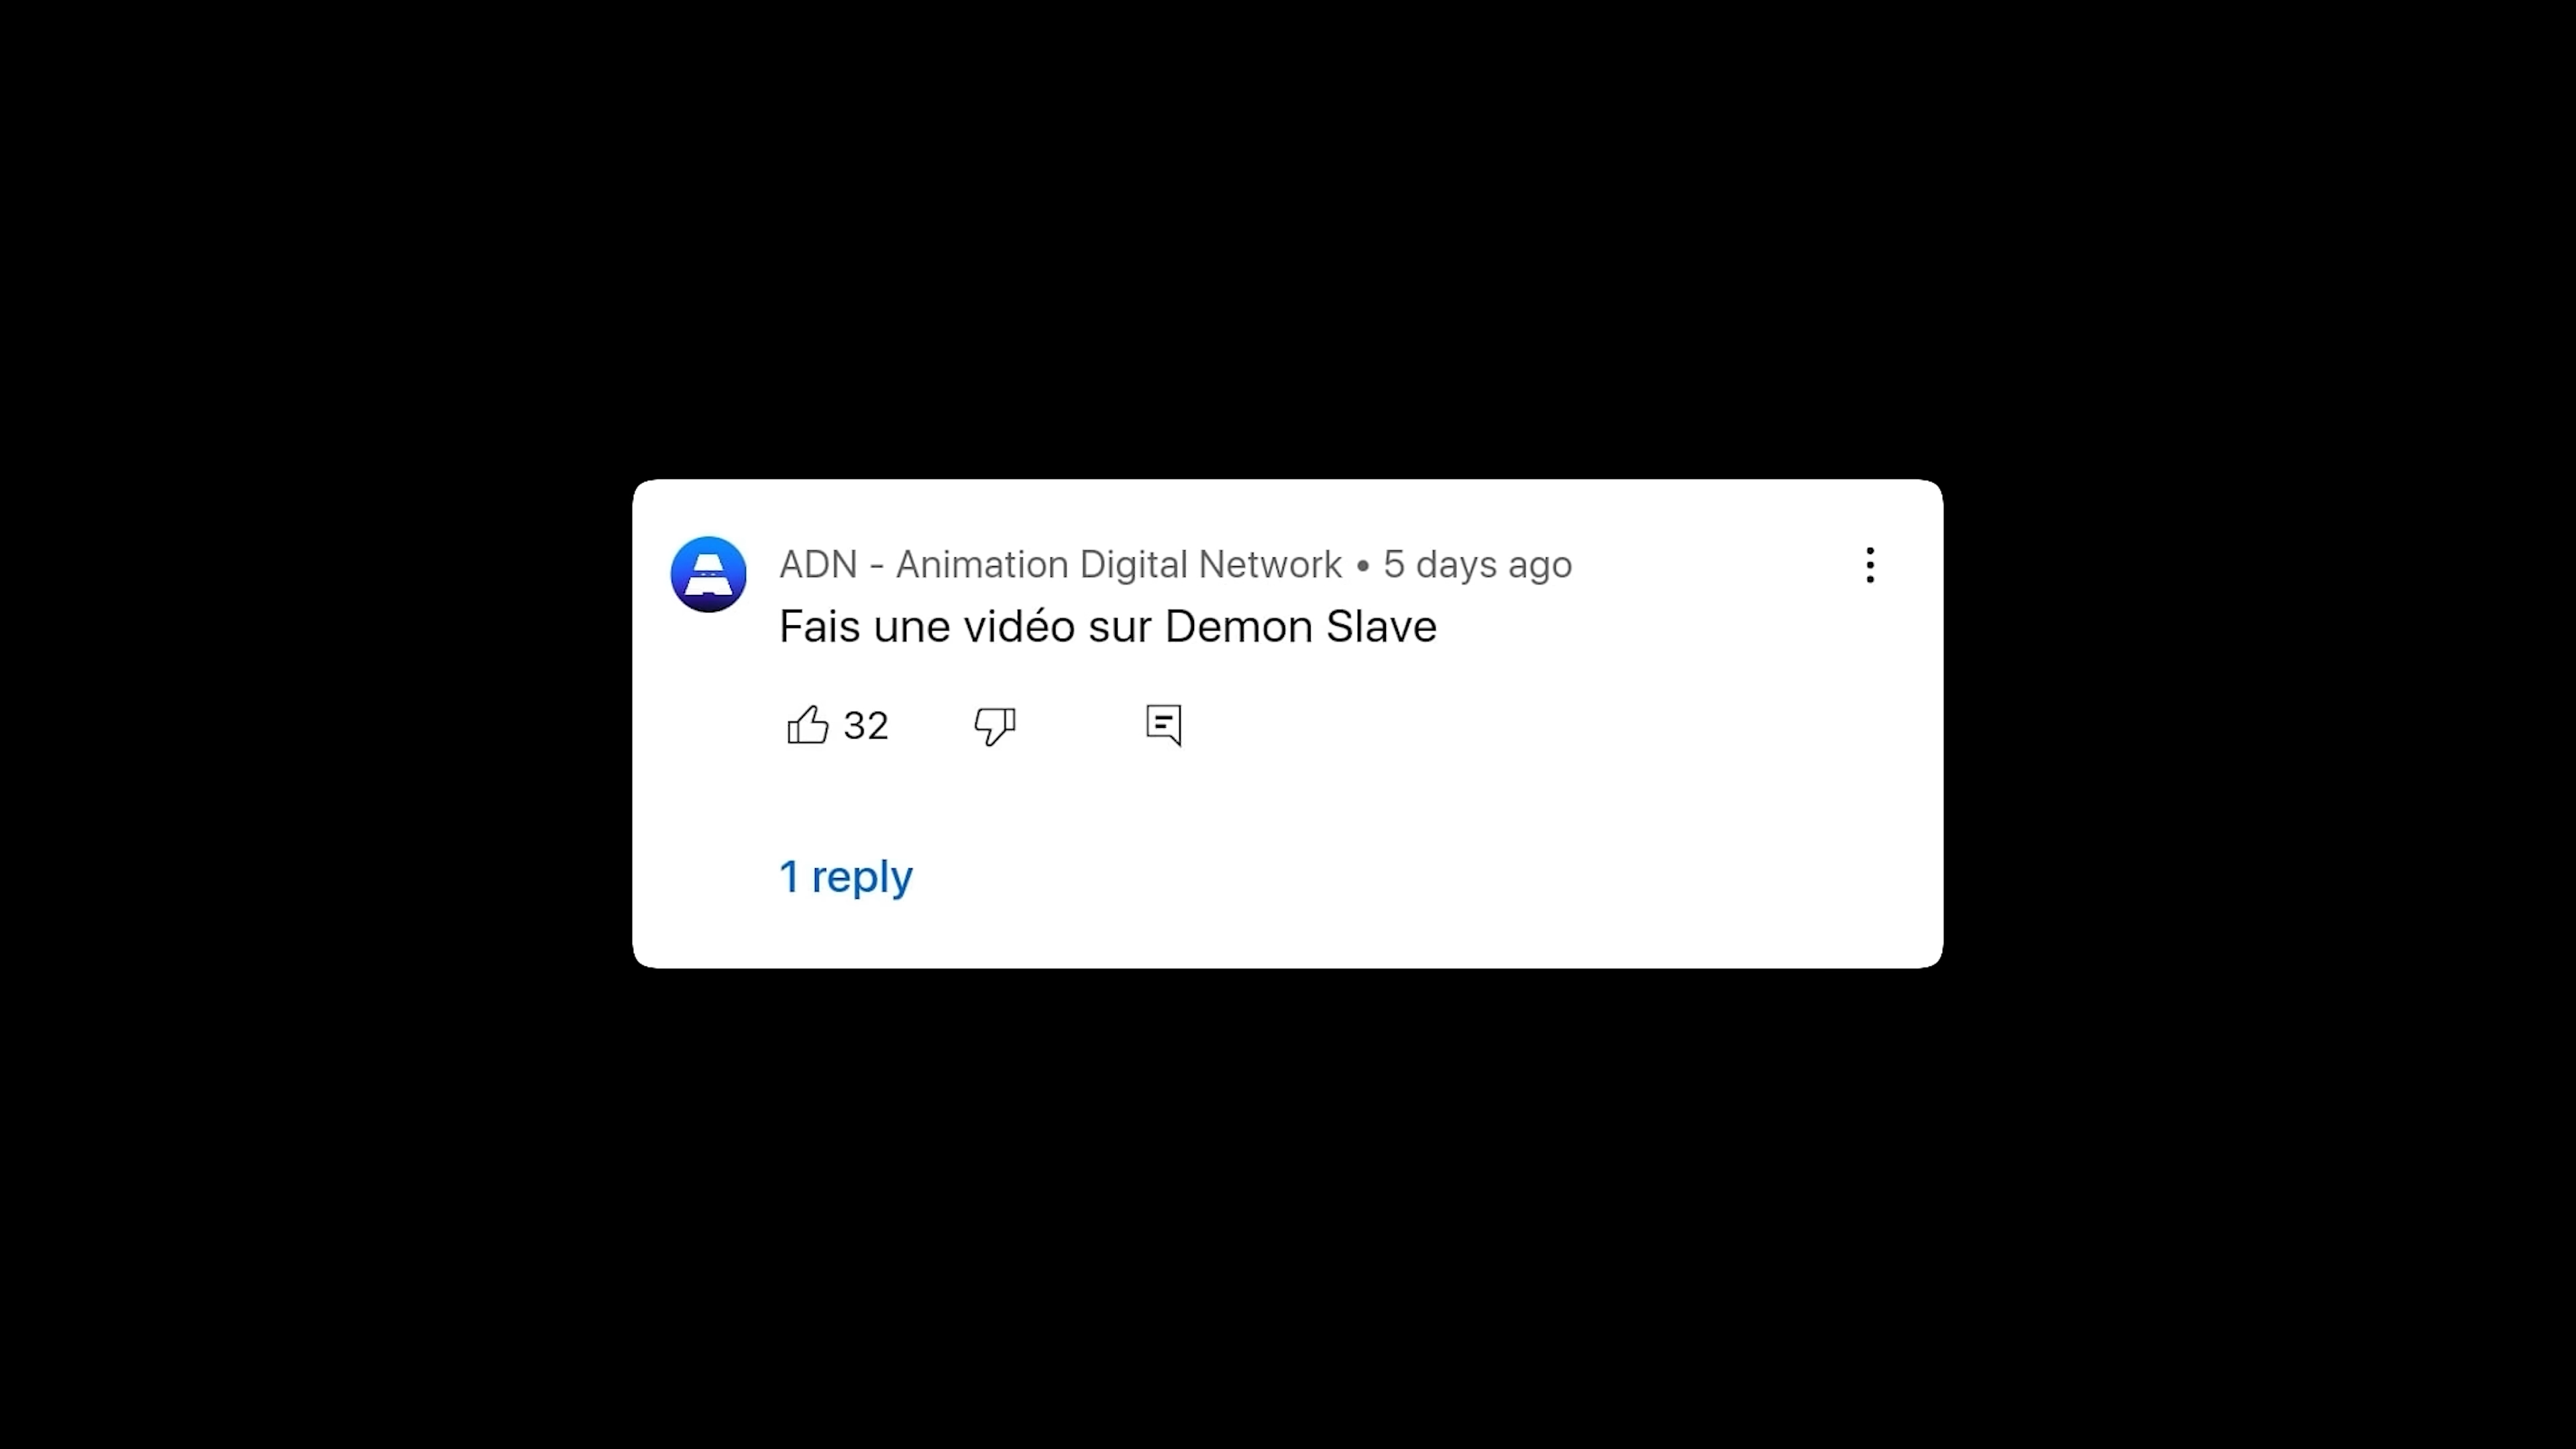 ADN - Animation Digital Network • 5 days ago
Fais une vidéo sur Demon Slave
32
1 reply